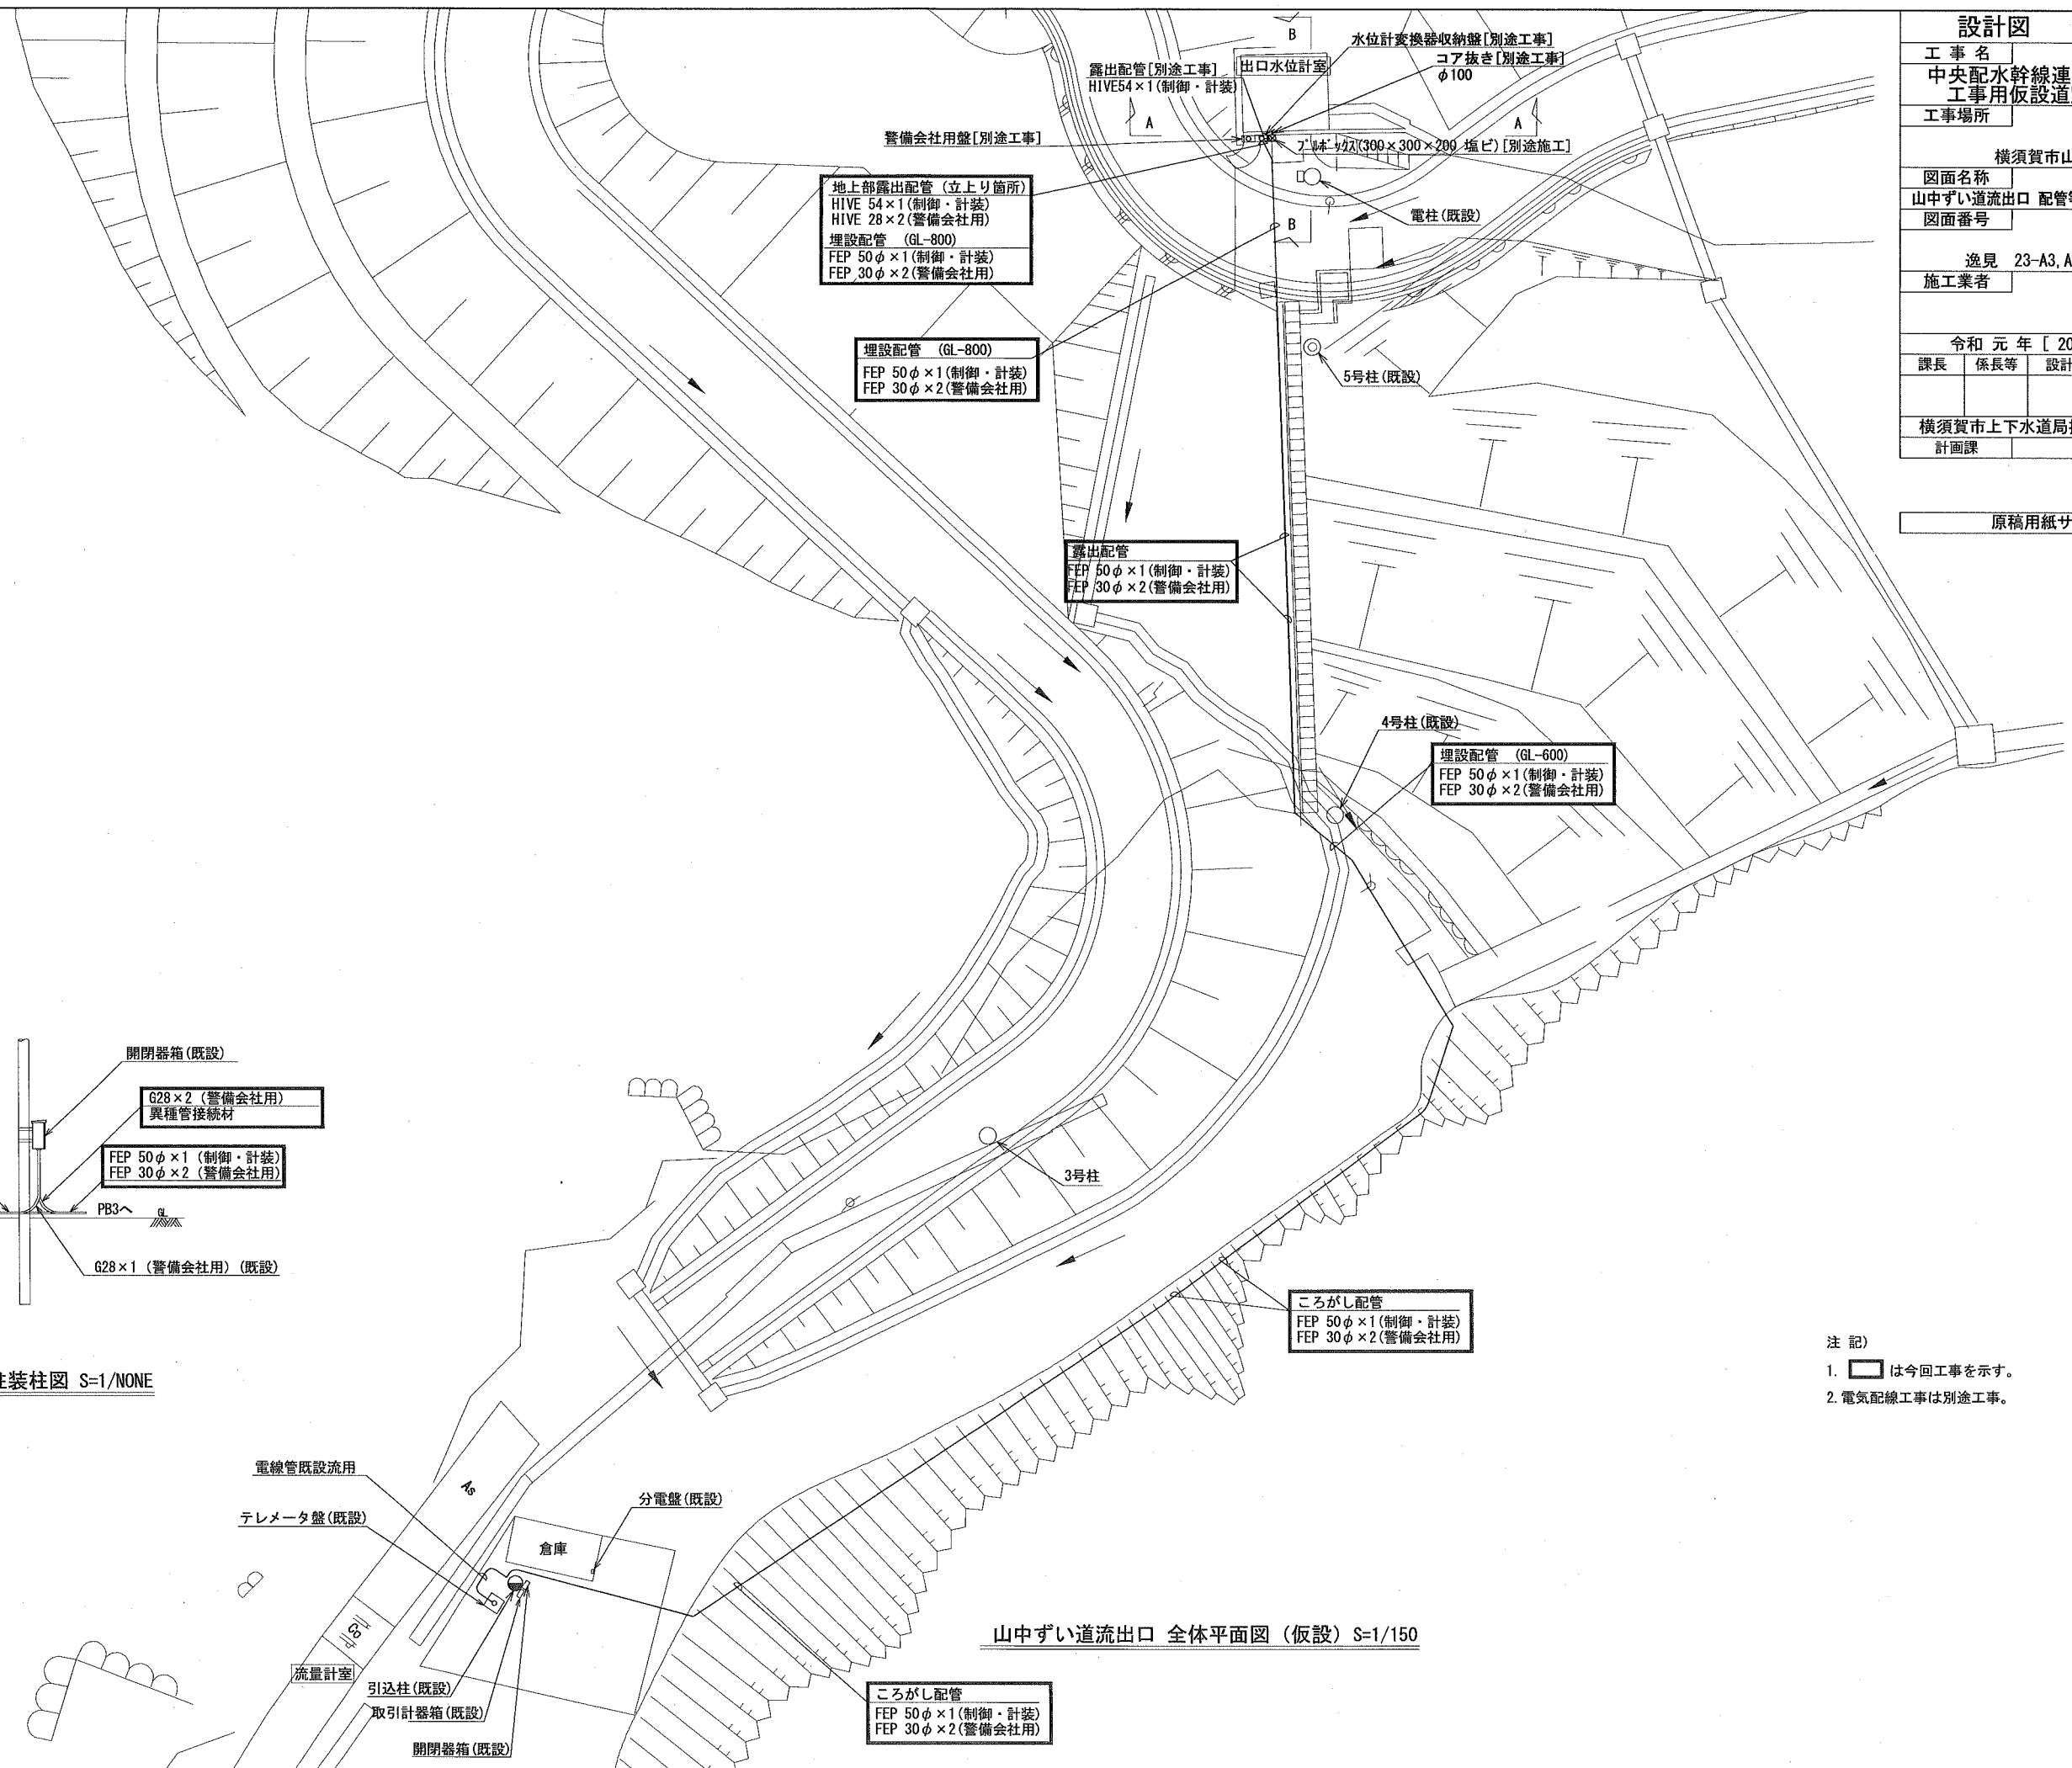 設計図
工 事 名
中央配水幹線連
工事用仮設道
工事場所
横須賀市山
図面名称
山中ずい道流出口 配管
図面番号
逸見 23-A3,A
施工業者
令和 元 年 [ 20
課長 係長等 設計
横須賀市上下水道局
計画課
原稿用紙サ
B
水位計変換器収納盤[別途工事]
コア抜き[別途工事]
φ100
露出配管[別途工事]
HIVE54×1(制御・計装)
出口水位計室
A
A
警備会社用盤[別途工事]
プルボックス(300×300×200 塩ビ)[別途施工]
地上部露出配管 (立上り箇所)
HIVE 54×1(制御・計装)
HIVE 28×2(警備会社用)
埋設配管 (GL-800)
FEP 50φ×1(制御・計装)
FEP 30φ×2(警備会社用)
電柱(既設)
B
埋設配管 (GL-800)
FEP 50φ×1(制御・計装)
FEP 30φ×2(警備会社用)
5号柱(既設)
露出配管
FEP 50φ×1(制御・計装)
FEP 30φ×2(警備会社用)
4号柱(既設)
埋設配管 (GL-600)
FEP 50φ×1(制御・計装)
FEP 30φ×2(警備会社用)
開閉器箱(既設)
G28×2 (警備会社用)
異種管接続材
FEP 50φ×1 (制御・計装)
FEP 30φ×2 (警備会社用)
PB3へ
GL
G28×1 (警備会社用) (既設)
柱装柱図 S=1/NONE
3号柱
ころがし配管
FEP 50φ×1(制御・計装)
FEP 30φ×2(警備会社用)
注 記)
1. は今回工事を示す。
2. 電気配線工事は別途工事。
電線管既設流用
As
テレメータ盤(既設)
分電盤(既設)
倉庫
Co
流量計室
引込柱(既設)
取引計器箱(既設)
開閉器箱(既設)
山中ずい道流出口 全体平面図 (仮設) S=1/150
ころがし配管
FEP 50φ×1(制御・計装)
FEP 30φ×2(警備会社用)